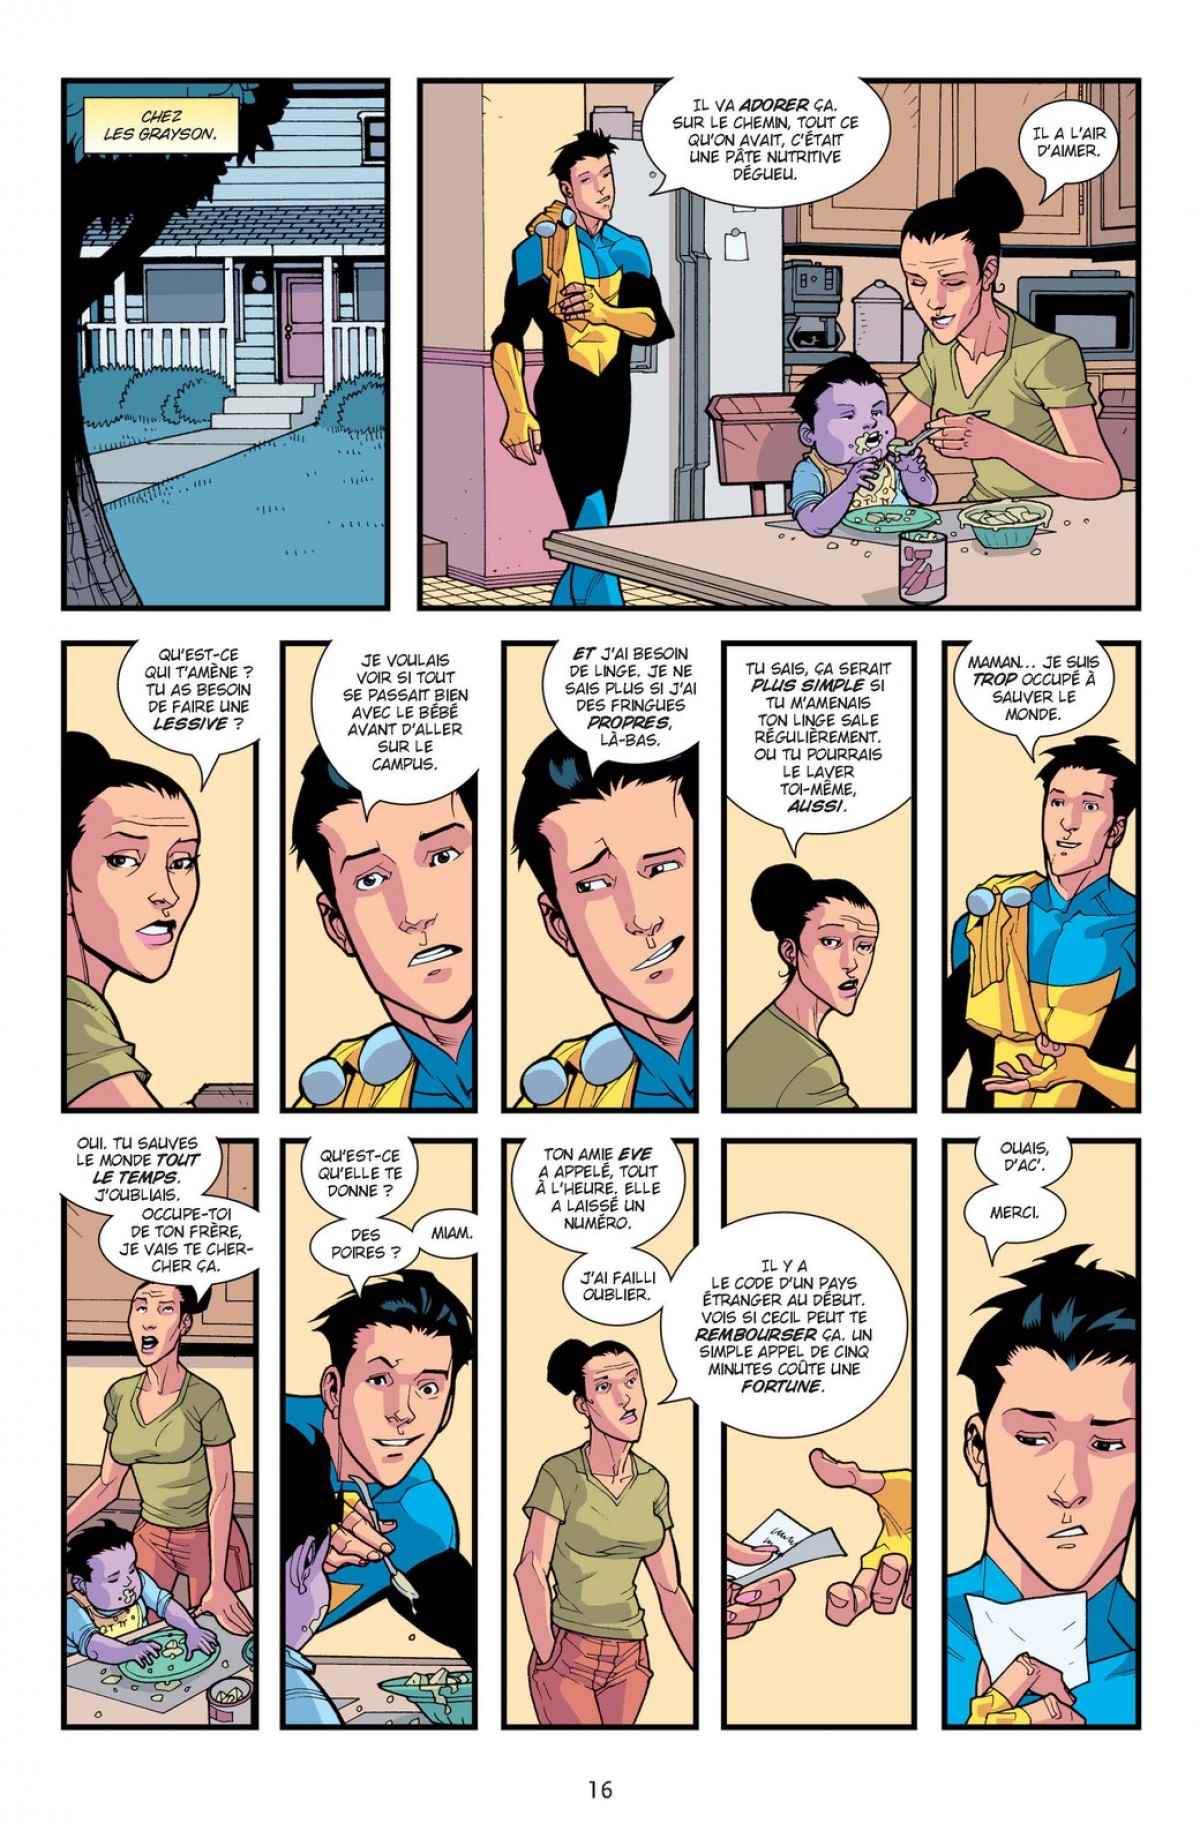 CHEZ
LES GRAYSON.
IL VA ADORER ÇA.
SUR LE CHEMIN, TOUT CE
QU'ON AVAIT, C'ÉTAIT
UNE PÂTE NUTRITIVE
DÉGUEU.
IL A L'AIR
D'AIMER.
QU'EST-CE
QUI T'AMÈNE ?
TU AS BESOIN
DE FAIRE UNE
LESSIVE ?
JE VOULAIS
VOIR SI TOUT
SE PASSAIT BIEN
AVEC LE BÉBÉ
AVANT D'ALLER
SUR LE
CAMPUS.
ET J'AI BESOIN
DE LINGE. JE NE
SAIS PLUS SI J'AI
DES FRINGUES
PROPRES,
LÀ-BAS.
TU SAIS, ÇA SERAIT
PLUS SIMPLE SI
TU M'AMENAIS
TON LINGE SALE
RÉGULIÈREMENT.
OU TU POURRAIS
LE LAVER
TOI-MÊME,
AUSSI.
MAMAN... JE SUIS
TROP OCCUPÉ À
SAUVER LE
MONDE.
OUI. TU SAUVES
LE MONDE TOUT
LE TEMPS.
J'OUBLIAIS.
OCCUPE-TOI
DE TON FRÈRE,
JE VAIS TE CHER-
CHER ÇA.
QU'EST-CE
QU'ELLE TE
DONNE ?
DES
POIRES ?
MIAM.
TON AMIE EVE
A APPELÉ, TOUT
À L'HEURE. ELLE
A LAISSÉ UN
NUMÉRO.
J'AI FAILLI
OUBLIER.
IL Y A
LE CODE D'UN PAYS
ÉTRANGER AU DÉBUT.
VOIS SI CECIL PEUT TE
REMBOURSER ÇA. UN
SIMPLE APPEL DE CINQ
MINUTES COÛTE UNE
FORTUNE.
OUAIS,
D'AC'.
MERCI.
16